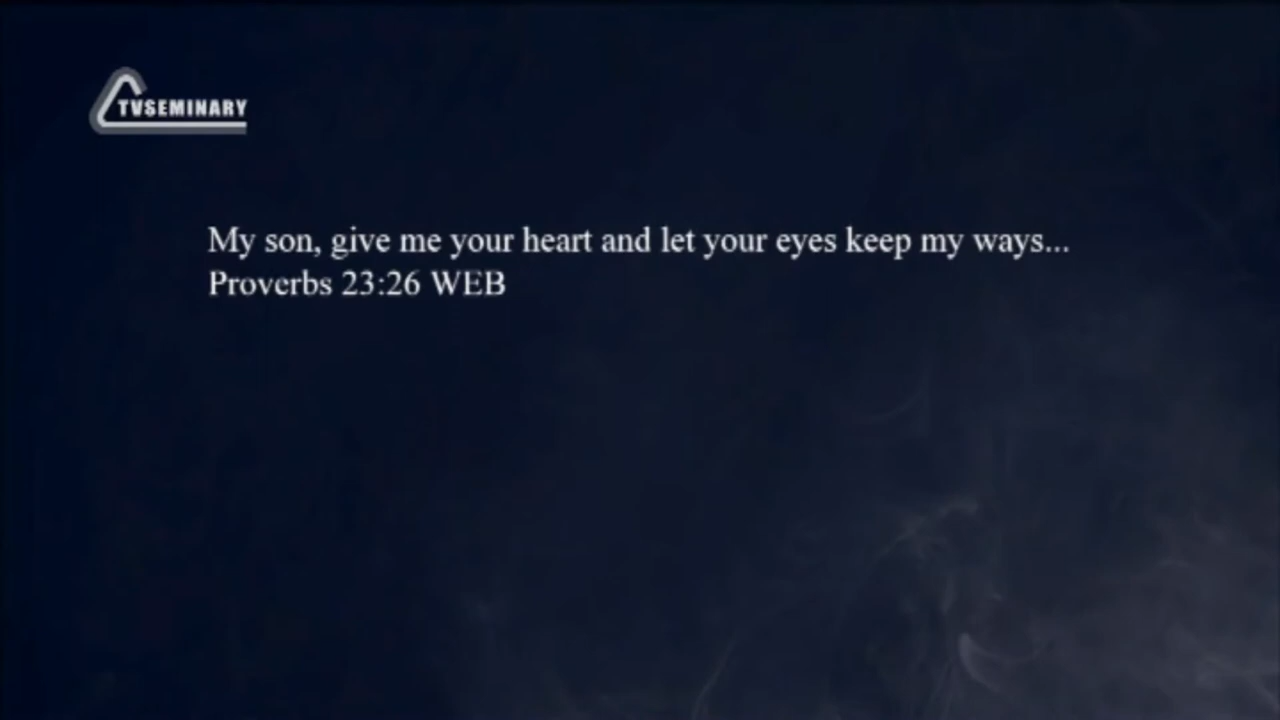 TVSEMINARY
My son, give me your heart and let your eyes keep my ways...
Proverbs 23:26 WEB